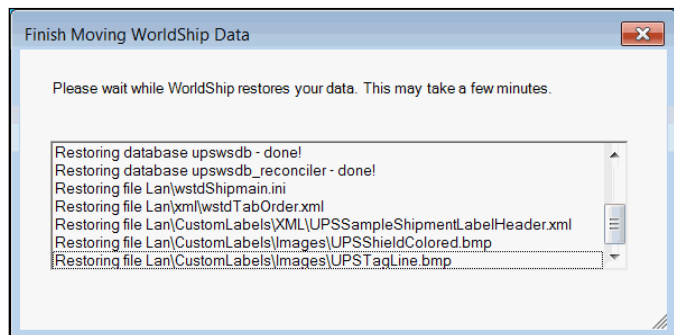 Finish Moving WorldShip Data
Please wait while WorldShip restores your data. This may take a few minutes.
Restoring database upswsdb - done!
Restoring database upswsdb_reconciler - done!
Restoring file Lan\wstdShipmain.ini
Restoring file Lan\xml\wstdTabOrder.xml
Restoring file Lan\CustomLabels\XML\UPSSampleShipmentLabelHeader.xml
Restoring file Lan\CustomLabels\Images\UPSShieldColored.bmp
Restoring file Lan\CustomLabels\Images\UPSTagLine.bmp